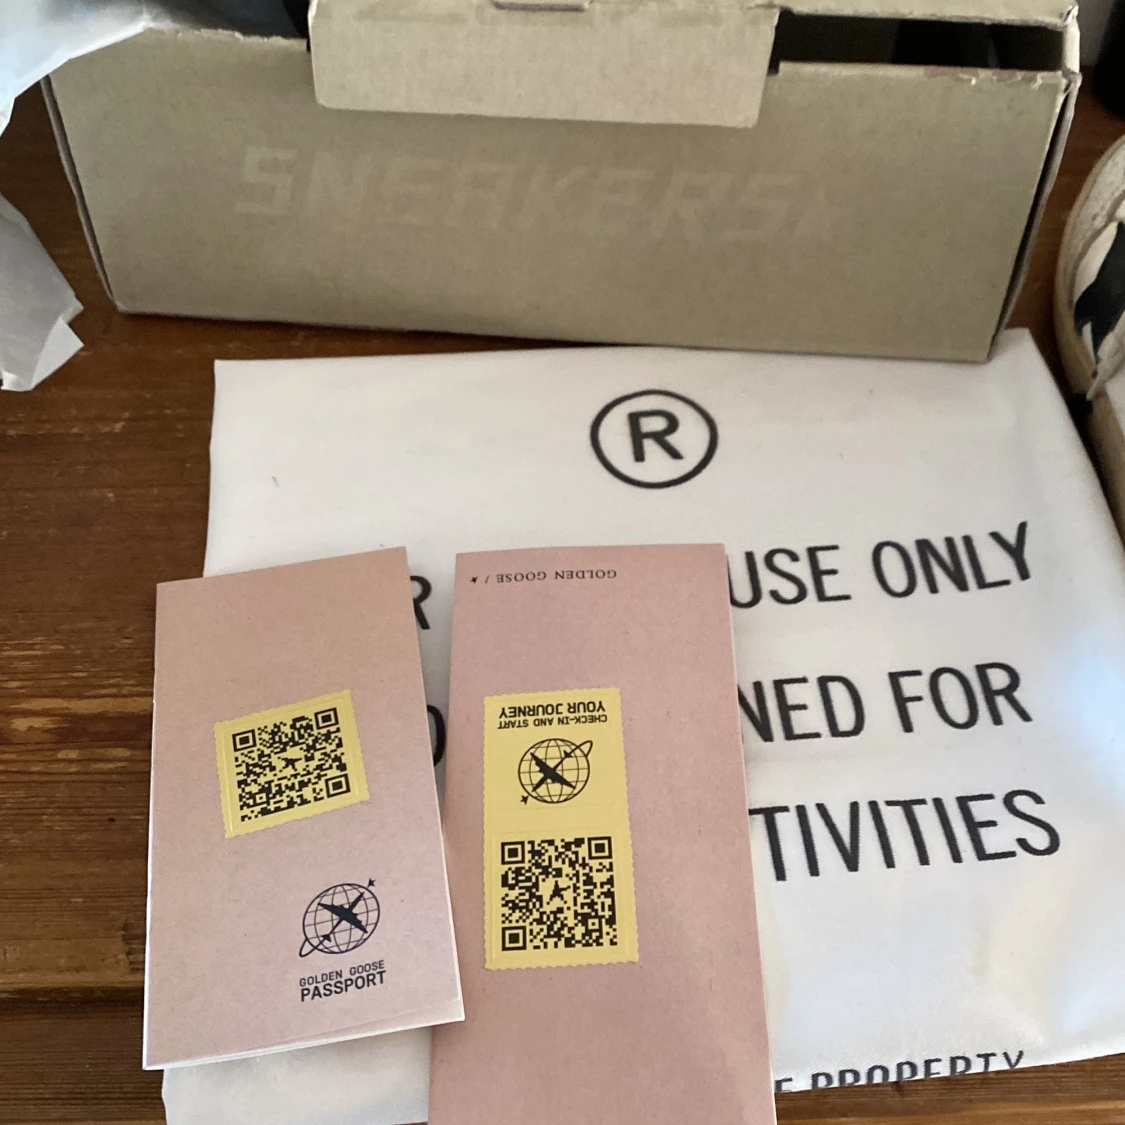 SNEAKERS
R
USE ONLY
NED FOR
TIVITIES
PROPERTY
GOLDEN GOOSE /
CHECK-IN AND START
YOUR JOURNEY
GOLDEN GOOSE
PASSPORT